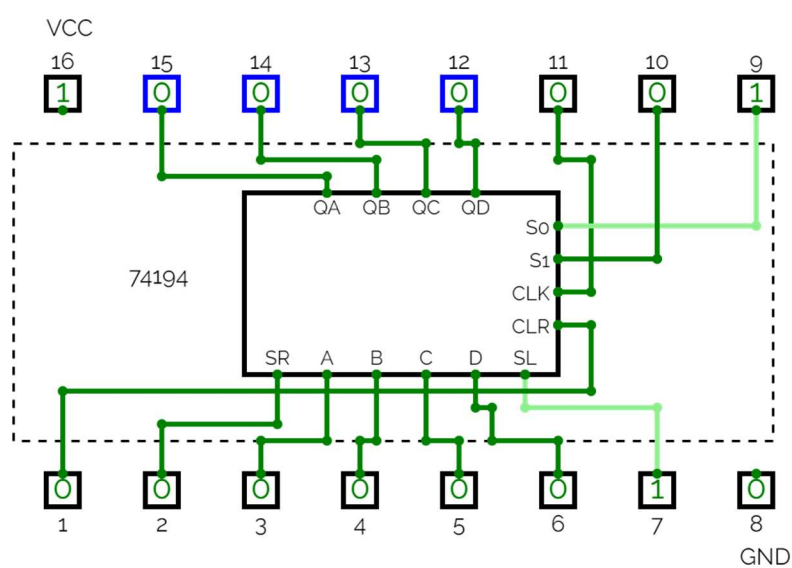 VCC
16 15 14 13 12 11 10 9
1 0 0 0 0 0 0 1
QA QB QC QD
S0
S1
74194
CLK
CLR
SR A B C D SL
0 0 0 0 0 0 1 0
1 2 3 4 5 6 7 8
GND